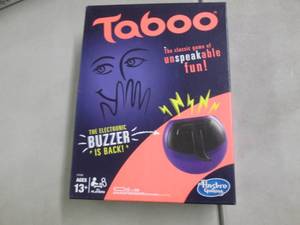 Taboo
The classic game of
unspeakable
fun!
THE ELECTRONIC
BUZZER
IS BACK!
AGES
13+
Hasbro
Gaming